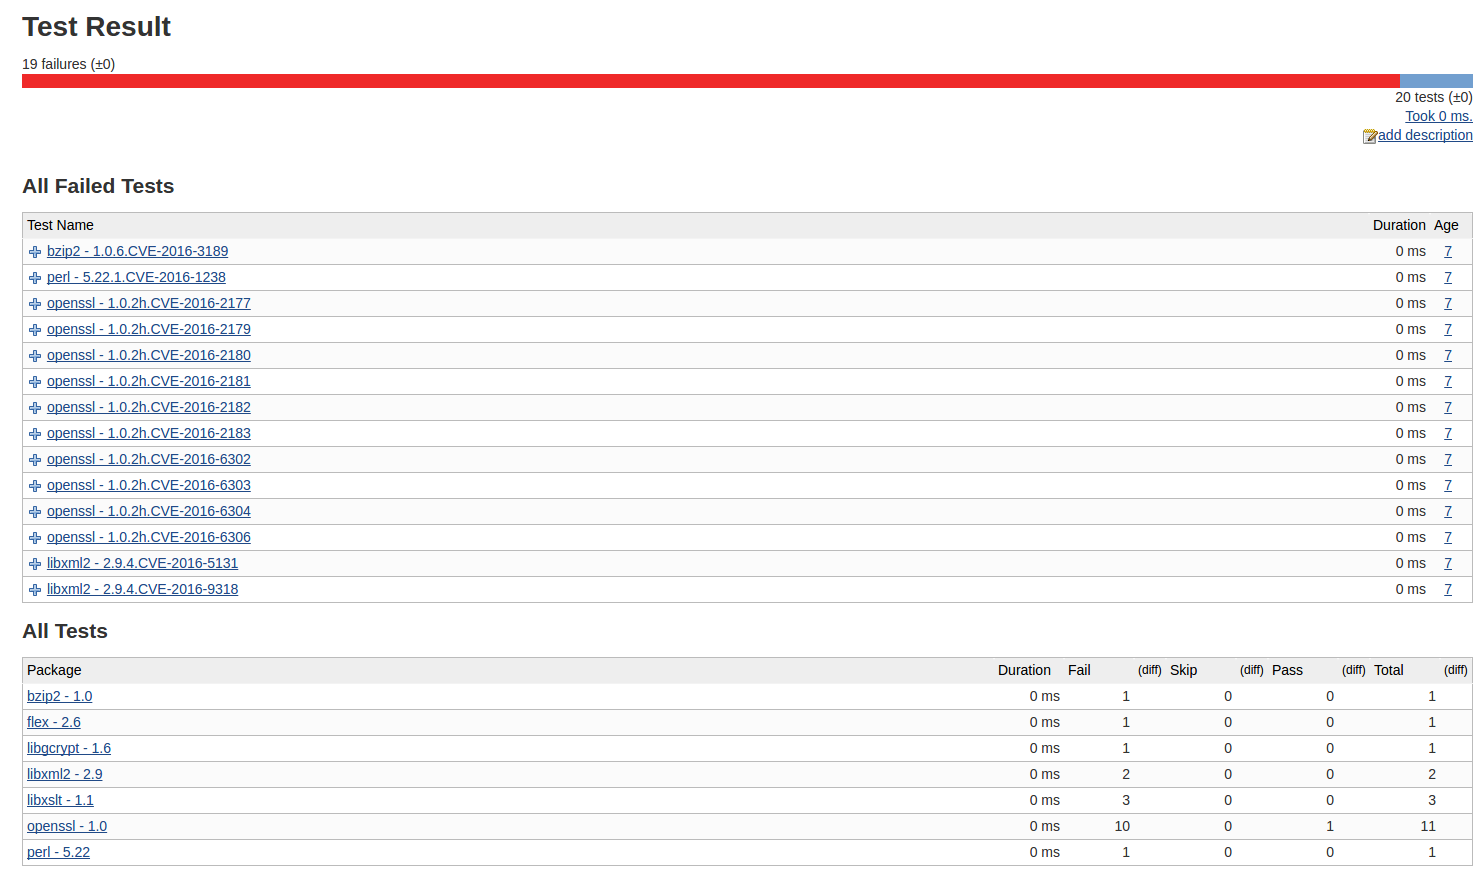 Test Result
19 failures (±0)
20 tests (±0)
Took 0 ms.
add description
All Failed Tests
Test Name Duration Age
bzip2 - 1.0.6.CVE-2016-3189 0 ms 7
perl - 5.22.1.CVE-2016-1238 0 ms 7
openssl - 1.0.2h.CVE-2016-2177 0 ms 7
openssl - 1.0.2h.CVE-2016-2179 0 ms 7
openssl - 1.0.2h.CVE-2016-2180 0 ms 7
openssl - 1.0.2h.CVE-2016-2181 0 ms 7
openssl - 1.0.2h.CVE-2016-2182 0 ms 7
openssl - 1.0.2h.CVE-2016-2183 0 ms 7
openssl - 1.0.2h.CVE-2016-6302 0 ms 7
openssl - 1.0.2h.CVE-2016-6303 0 ms 7
openssl - 1.0.2h.CVE-2016-6304 0 ms 7
openssl - 1.0.2h.CVE-2016-6306 0 ms 7
libxml2 - 2.9.4.CVE-2016-5131 0 ms 7
libxml2 - 2.9.4.CVE-2016-9318 0 ms 7
All Tests
Package Duration Fail (diff) Skip (diff) Pass (diff) Total (diff)
bzip2 - 1.0 0 ms 1 0 0 1
flex - 2.6 0 ms 1 0 0 1
libgcrypt - 1.6 0 ms 1 0 0 1
libxml2 - 2.9 0 ms 2 0 0 2
libxslt - 1.1 0 ms 3 0 0 3
openssl - 1.0 0 ms 10 0 1 11
perl - 5.22 0 ms 1 0 0 1